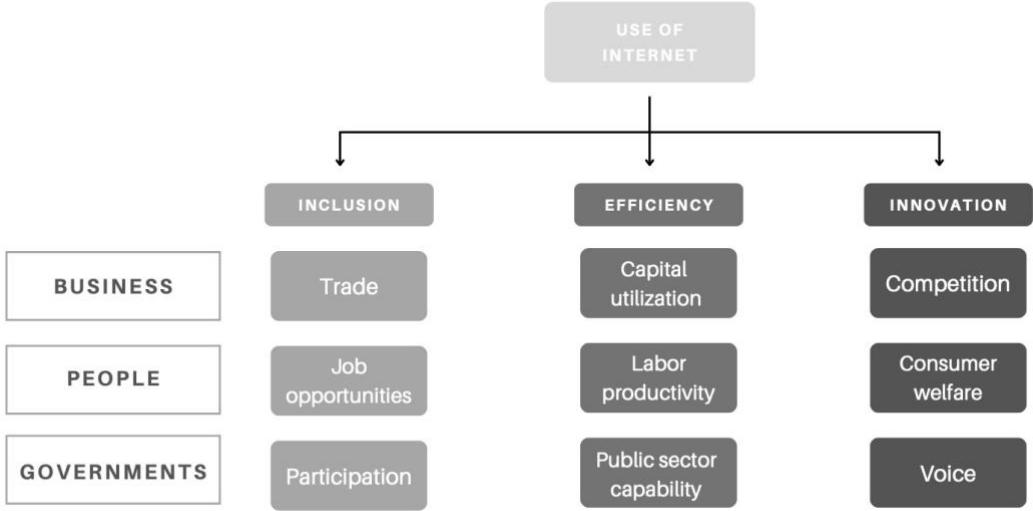 USE OF
INTERNET
INCLUSION
EFFICIENCY
INNOVATION
BUSINESS
Trade
Capital
utilization
Competition
PEOPLE
Job
opportunities
Labor
productivity
Consumer
welfare
GOVERNMENTS
Participation
Public sector
capability
Voice